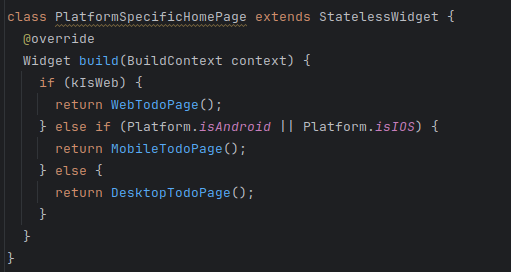 class PlatformSpecificHomePage extends StatelessWidget {
@override
Widget build(BuildContext context) {
if (kIsWeb) {
return WebTodoPage();
} else if (Platform.isAndroid || Platform.isIOS) {
return MobileTodoPage();
} else {
return DesktopTodoPage();
}
}
}